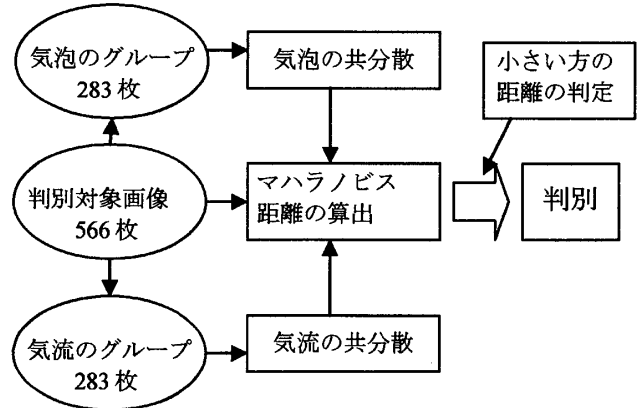 気泡のグループ
283 枚
気泡の共分散
小さい方の
距離の判定
判別対象画像
566 枚
マハラノビス
距離の算出
判別
気流のグループ
283 枚
気流の共分散